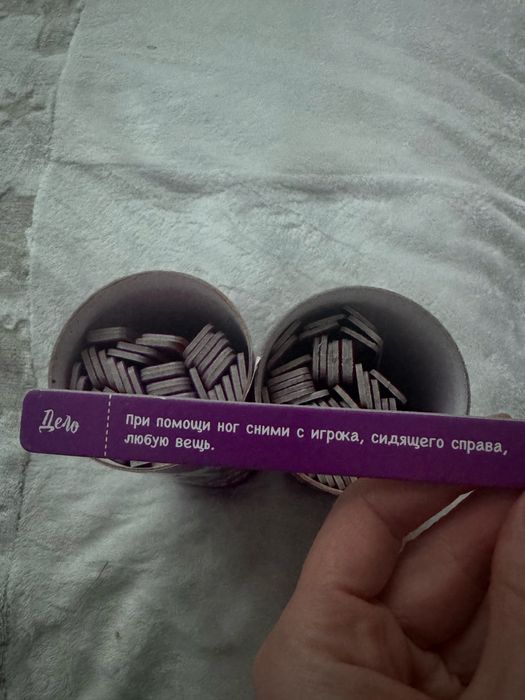 Дело
При помощи ног сними с игрока, сидящего справа,
любую вещь.